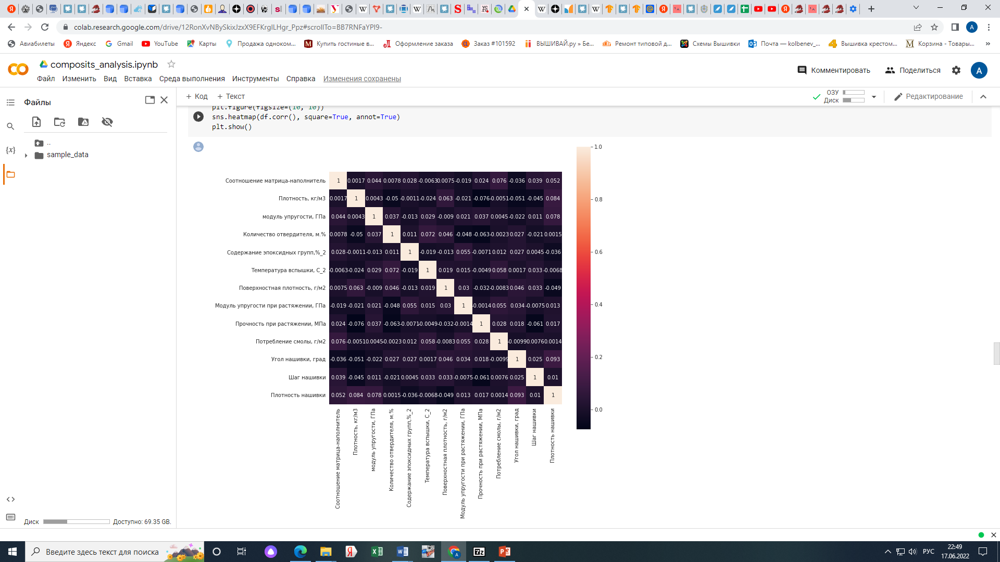 colab.research.google.com/drive/12RonXvNBySkixJzxX9EFKrgILHgr_Ppz#scrollTo=BB7RNFaYPI9-
Авиабилеты Яндекс Gmail YouTube Карты Продажа одноком... Купить гостиные в... Оформление заказа Заказ #101592 ВЫШИВАЙ.ру » Бе... Ремонт типовой д... Схемы Вышивки Почта — kolbenev_... Вышивка крестом... Корзина - Товары... »
composits_analysis.ipynb
Комментировать Поделиться A
Файл Изменить Вид Вставка Среда выполнения Инструменты Справка Изменения сохранены
Файлы
+ Код + Текст
ОЗУ
Диск
Редактирование
plt.figure(figsize=(10, 10))
sns.heatmap(df.corr(), square=True, annot=True)
plt.show()
{x}
..
sample_data
Соотношение матрица-наполнитель 1 0.0017 0.044 0.0078 0.028 -0.0063 0.0075 -0.019 0.024 0.076 -0.036 0.039 0.052
Плотность, кг/м3 0.0017 1 0.0043 -0.05 -0.0011 -0.024 0.063 -0.021 -0.076 -0.0051 -0.051 -0.045 0.084
модуль упругости, ГПа 0.044 0.0043 1 0.037 -0.013 0.029 -0.009 0.021 0.037 0.0045 -0.022 0.011 0.078
Количество отвердителя, м.% 0.0078 -0.05 0.037 1 0.011 0.072 0.046 -0.048 -0.063 -0.0023 0.027 -0.021 0.0015
Содержание эпоксидных групп,%_2 0.028 -0.0011 -0.013 0.011 1 -0.019 -0.013 0.055 -0.0071 0.012 0.027 0.0045 -0.036
Температура вспышки, С_2 -0.0063 -0.024 0.029 0.072 -0.019 1 0.019 0.015 -0.0049 0.058 0.0017 0.033 -0.0068
Поверхностная плотность, г/м2 0.0075 0.063 -0.009 0.046 -0.013 0.019 1 0.03 -0.032 -0.0083 0.046 0.033 -0.049
Модуль упругости при растяжении, ГПа -0.019 -0.021 0.021 -0.048 0.055 0.015 0.03 1 -0.0014 0.055 0.034 -0.0075 0.013
Прочность при растяжении, МПа 0.024 -0.076 0.037 -0.063 -0.0071 -0.0049 -0.032 -0.0014 1 0.028 0.018 -0.061 0.017
Потребление смолы, г/м2 0.076 -0.0051 0.0045 -0.0023 0.012 0.058 -0.0083 0.055 0.028 1 -0.0099 0.0076 0.0014
Угол нашивки, град -0.036 -0.051 -0.022 0.027 0.027 0.0017 0.046 0.034 0.018 -0.0099 1 0.025 0.093
Шаг нашивки 0.039 -0.045 0.011 -0.021 0.0045 0.033 0.033 -0.0075 -0.061 0.0076 0.025 1 0.01
Плотность нашивки 0.052 0.084 0.078 0.0015 -0.036 -0.0068 -0.049 0.013 0.017 0.0014 0.093 0.01 1
Соотношение матрица-наполнитель
Плотность, кг/м3
модуль упругости, ГПа
Количество отвердителя, м.%
Содержание эпоксидных групп,%_2
Температура вспышки, С_2
Поверхностная плотность, г/м2
Модуль упругости при растяжении, ГПа
Прочность при растяжении, МПа
Потребление смолы, г/м2
Угол нашивки, град
Шаг нашивки
Плотность нашивки
1.0
0.8
0.6
0.4
0.2
0.0
Диск Доступно: 69.35 GB.
Введите здесь текст для поиска
РУС
22:49
17.06.2022